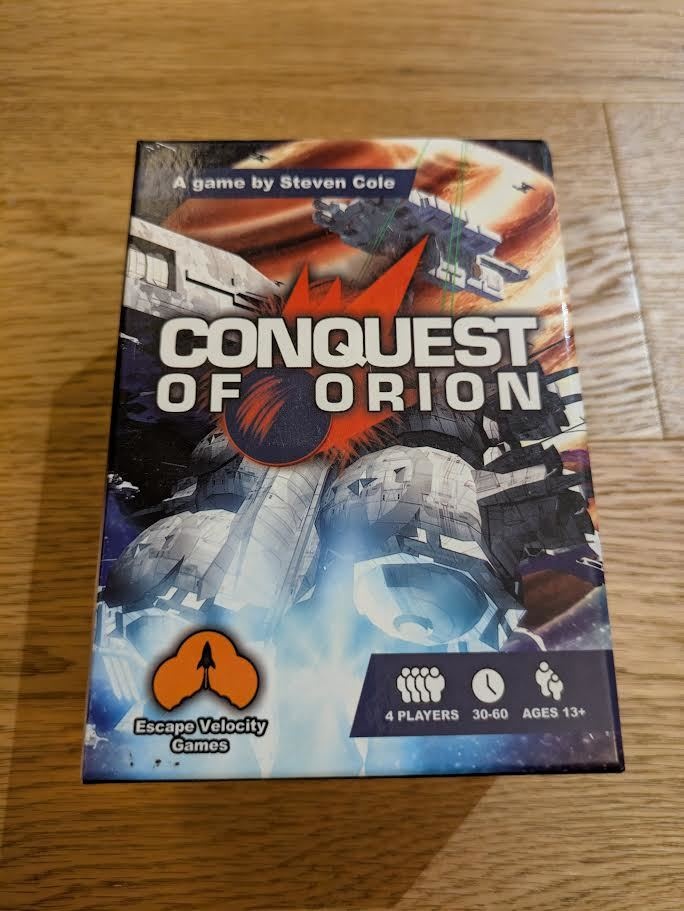 A game by Steven Cole
CONQUEST
OF ORION
Escape Velocity
Games
4 PLAYERS 30-60 AGES 13+